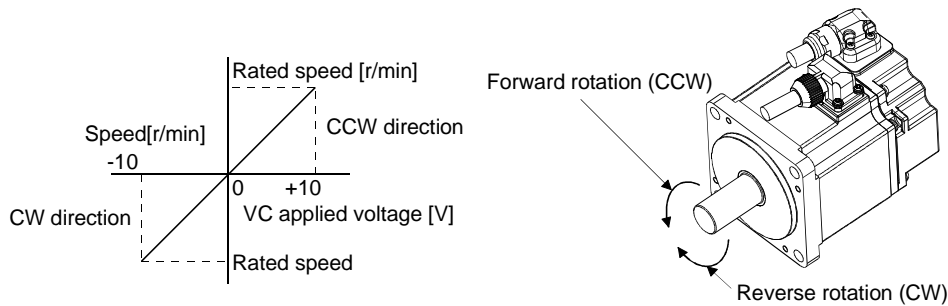 Rated speed [r/min]
Speed[r/min]
CCW direction
-10
0
+10
CW direction
VC applied voltage [V]
Rated speed
Forward rotation (CCW)
Reverse rotation (CW)